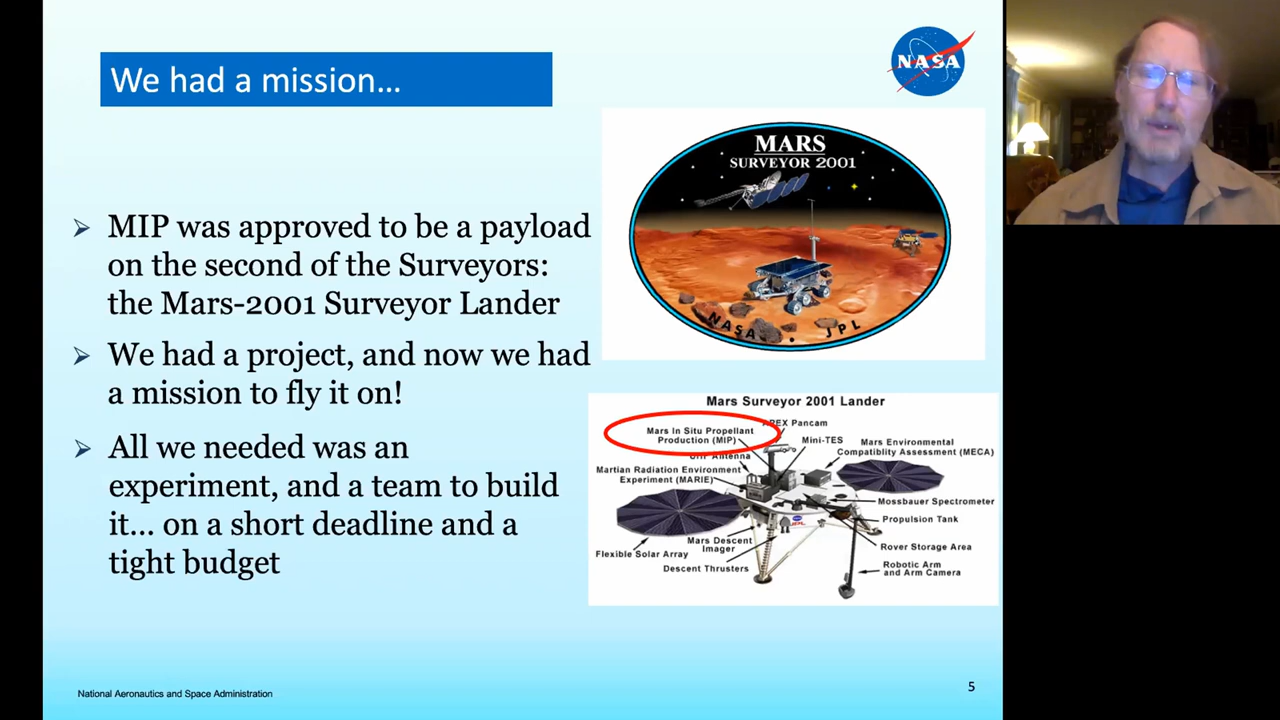 We had a mission…
NASA
➢ MIP was approved to be a payload
on the second of the Surveyors:
the Mars-2001 Surveyor Lander
➢ We had a project, and now we had
a mission to fly it on!
➢ All we needed was an
experiment, and a team to build
it… on a short deadline and a
tight budget
MARS
SURVEYOR 2001
NASA • JPL
Mars Surveyor 2001 Lander
Mars In Situ Propellant
Production (MIP)
APEX Pancam
Mini-TES
Mars Environmental
Compatiblity Assessment (MECA)
UHF Antenna
Martian Radiation Environment
Experiment (MARIE)
Mossbauer Spectrometer
Propulsion Tank
Mars Descent
Imager
Rover Storage Area
Flexible Solar Array
Descent Thrusters
Robotic Arm
and Arm Camera
JPL
National Aeronautics and Space Administration
5